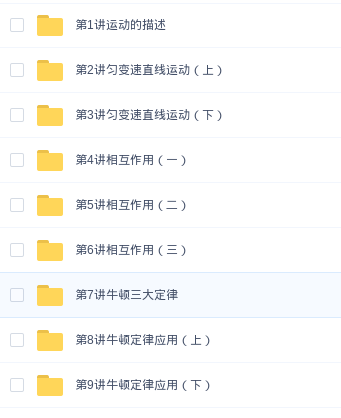 第1讲运动的描述
第2讲匀变速直线运动（上）
第3讲匀变速直线运动（下）
第4讲相互作用（一）
第5讲相互作用（二）
第6讲相互作用（三）
第7讲牛顿三大定律
第8讲牛顿定律应用（上）
第9讲牛顿定律应用（下）